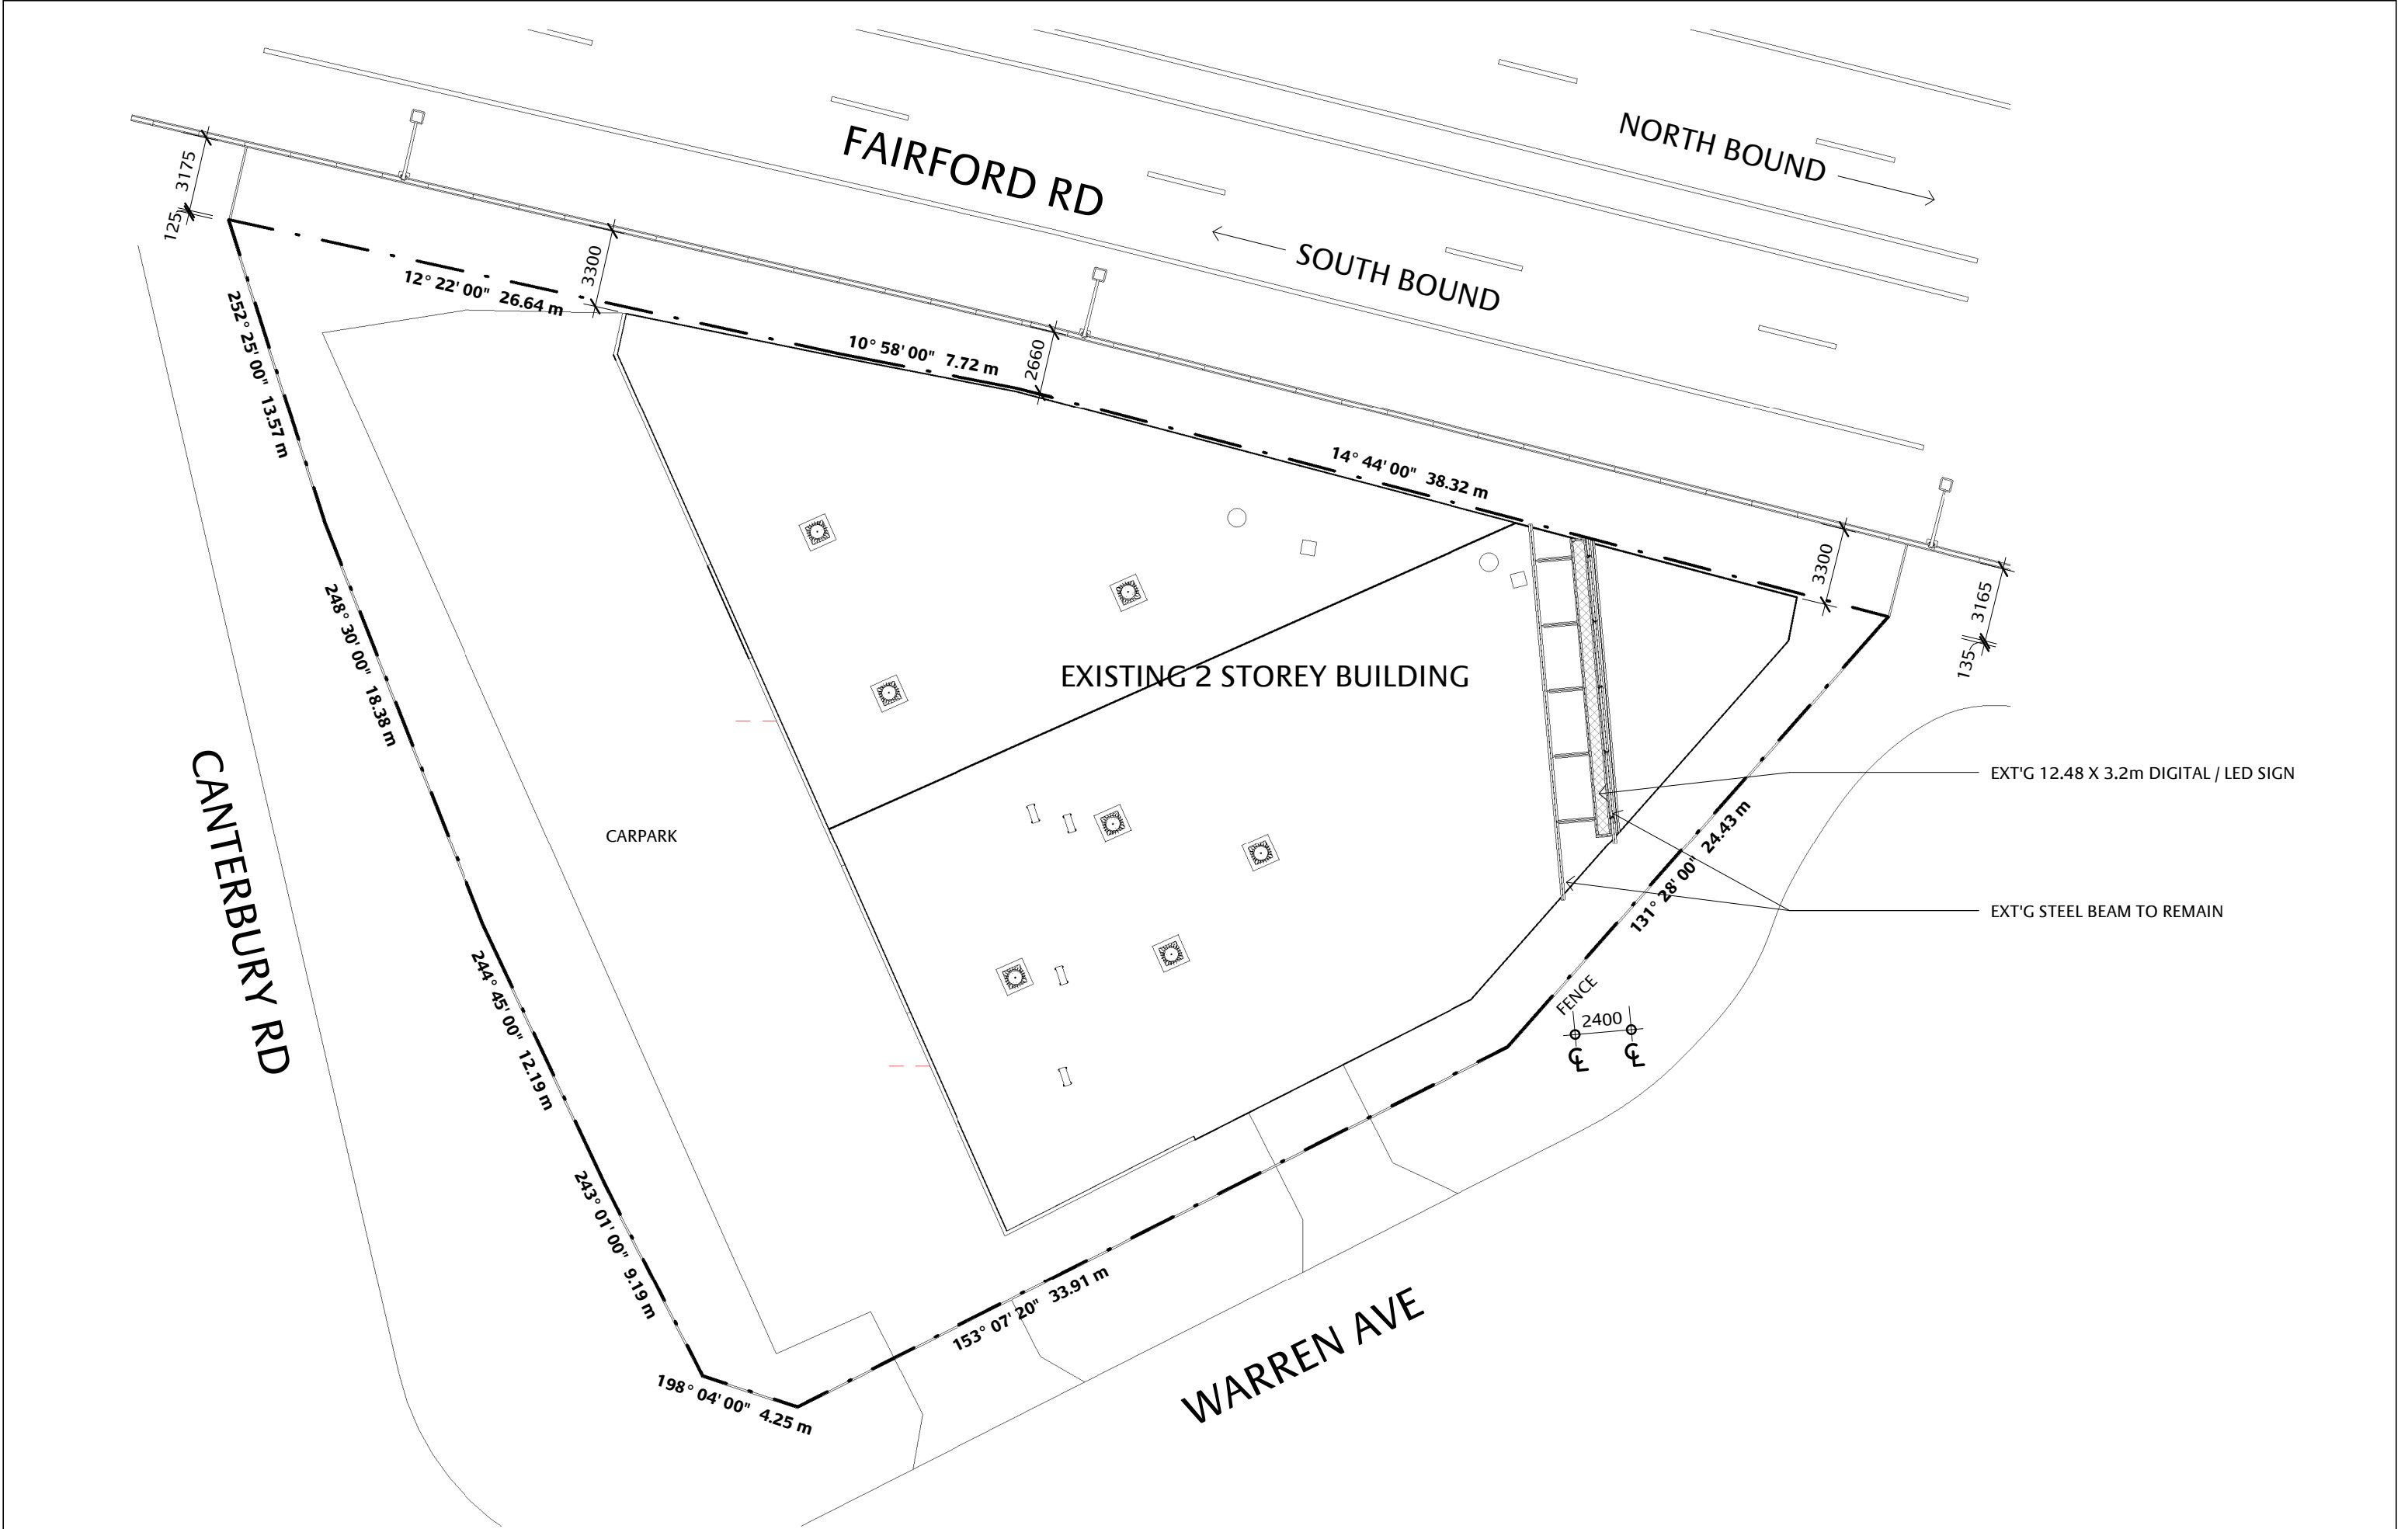 NORTH BOUND
FAIRFORD RD
SOUTH BOUND
3175
125
3300
12° 22' 00" 26.64 m
10° 58' 00" 7.72 m
2660
14° 44' 00" 38.32 m
3300
3165
135
252° 25' 00" 13.57 m
248° 30' 00" 18.38 m
EXISTING 2 STOREY BUILDING
EXT'G 12.48 X 3.2m DIGITAL / LED SIGN
CANTERBURY RD
CARPARK
131° 28' 00" 24.43 m
EXT'G STEEL BEAM TO REMAIN
244° 45' 00" 12.19 m
FENCE
2400
℄
℄
243° 01' 00" 9.19 m
153° 07' 20" 33.91 m
WARREN AVE
198° 04' 00" 4.25 m